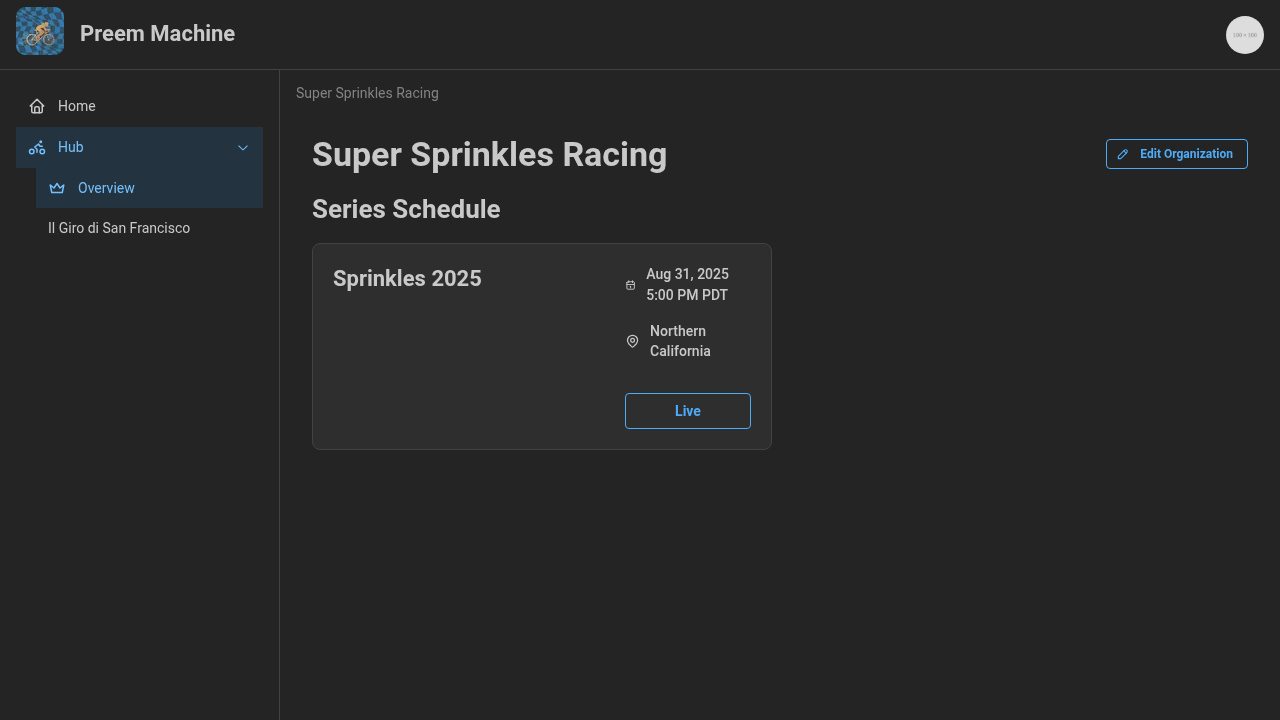 Preem Machine
100 × 100
Home
Hub
Overview
Il Giro di San Francisco
Super Sprinkles Racing
Super Sprinkles Racing
Edit Organization
Series Schedule
Sprinkles 2025
Aug 31, 2025
5:00 PM PDT
Northern
California
Live